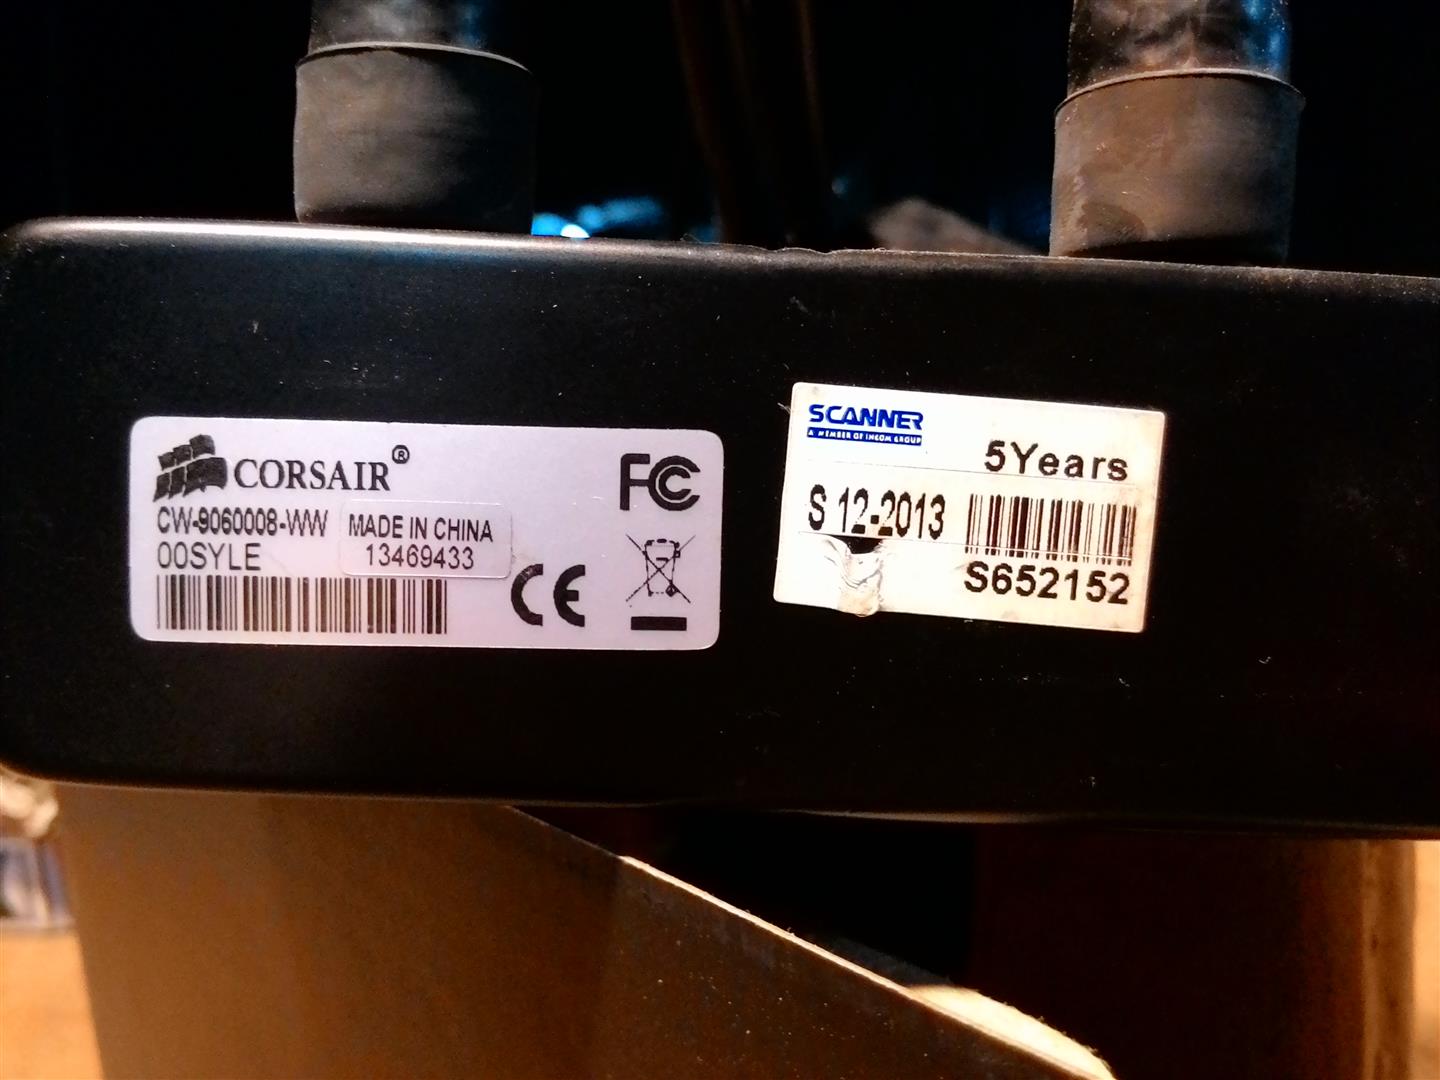 CORSAIR®
CW-9060008-WW
00SYLE
MADE IN CHINA
13469433
FC
CE
SCANNER
A MEMBER OF INCOM GROUP
5Years
S 12-2013
S652152